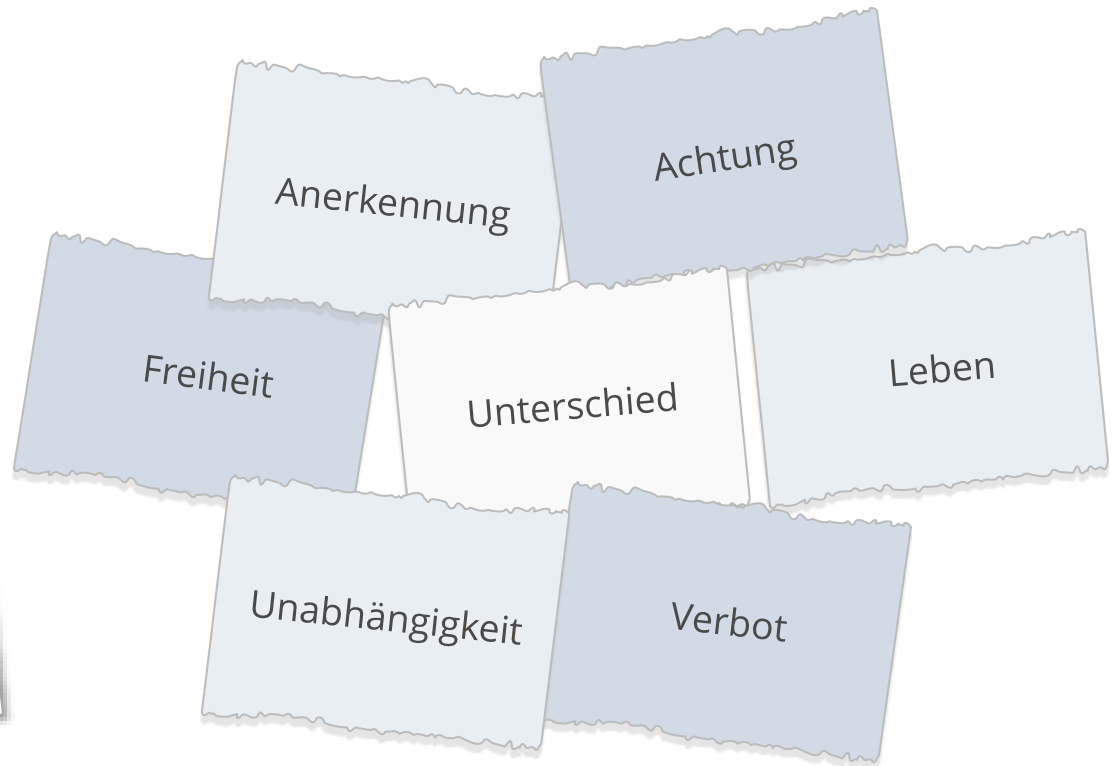 Anerkennung
Achtung
Freiheit
Unterschied
Leben
Unabhängigkeit
Verbot